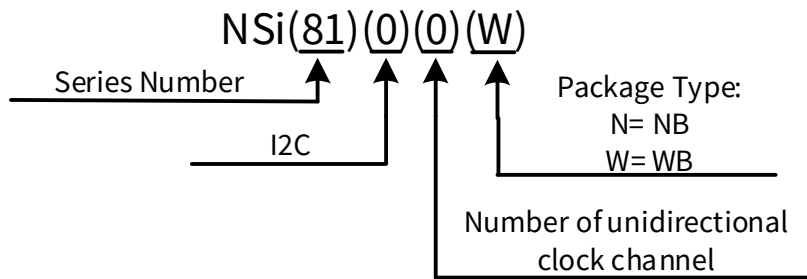 NSi(81)(0)(0)(W)
Series Number
I2C
Package Type:
N= NB
W= WB
Number of unidirectional
clock channel